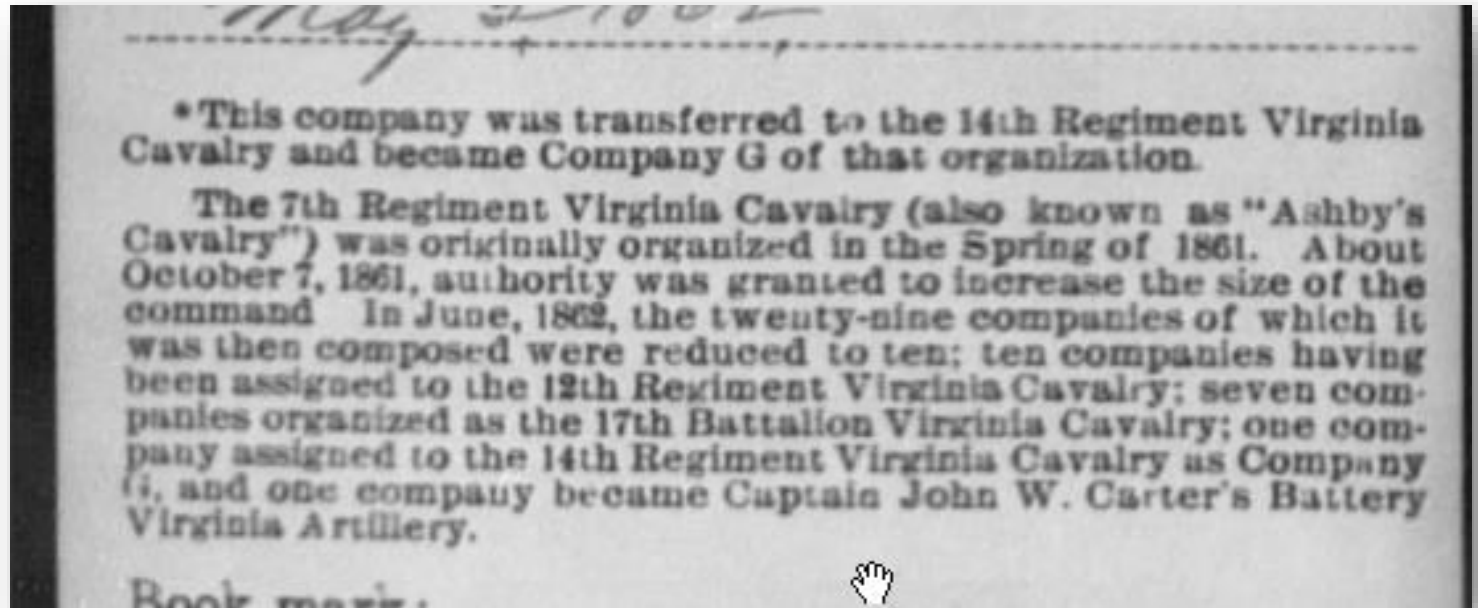 May 5 1862
*This company was transferred to the 14th Regiment Virginia
Cavalry and became Company G of that organization.
The 7th Regiment Virginia Cavalry (also known as "Ashby's
Cavalry") was originally organized in the Spring of 1861. About
October 7, 1861, authority was granted to increase the size of the
command In June, 1862, the twenty-nine companies of which it
was then composed were reduced to ten; ten companies having
been assigned to the 12th Regiment Virginia Cavalry; seven com-
panies organized as the 17th Battalion Virginia Cavalry; one com-
pany assigned to the 14th Regiment Virginia Cavalry as Company
G, and one company became Captain John W. Carter's Battery
Virginia Artillery.
Book mark: